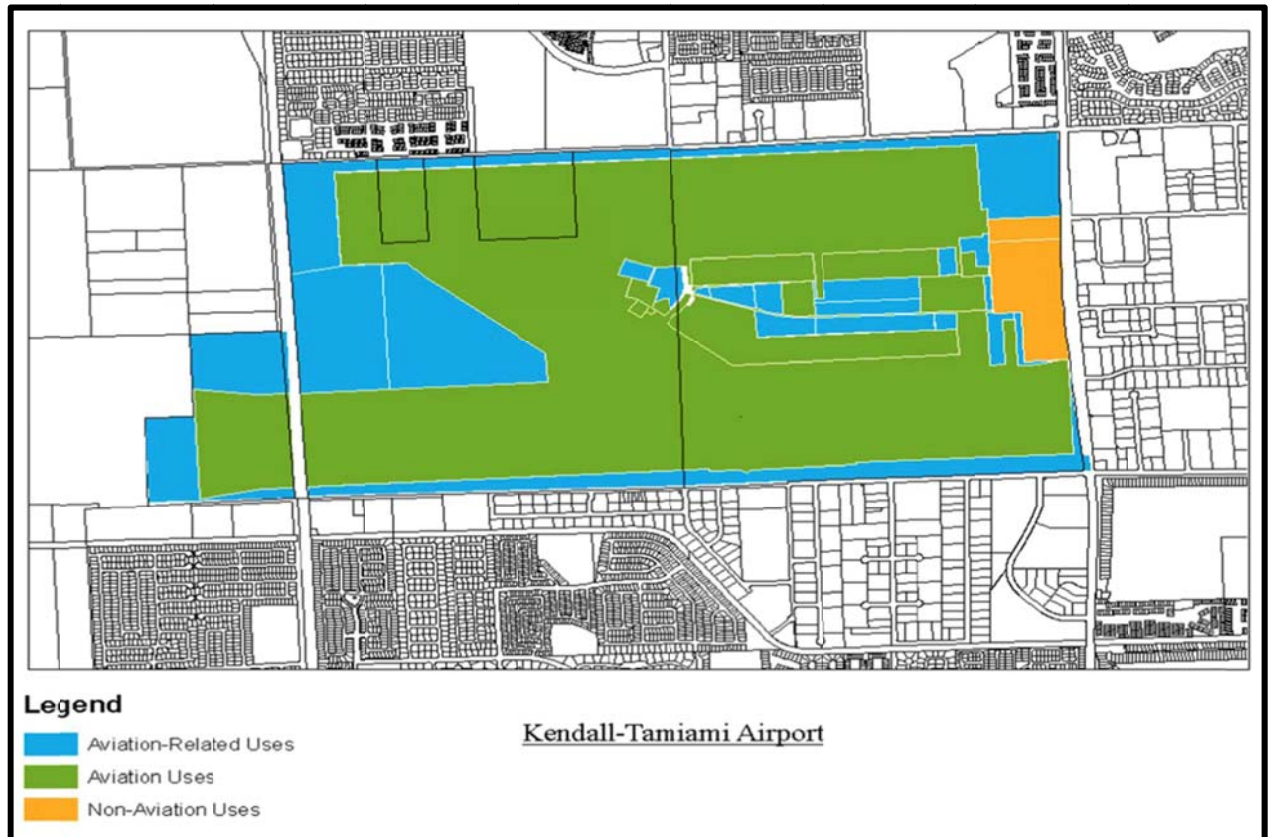 Legend
Aviation-Related Uses
Aviation Uses
Non-Aviation Uses
Kendall-Tamiami Airport